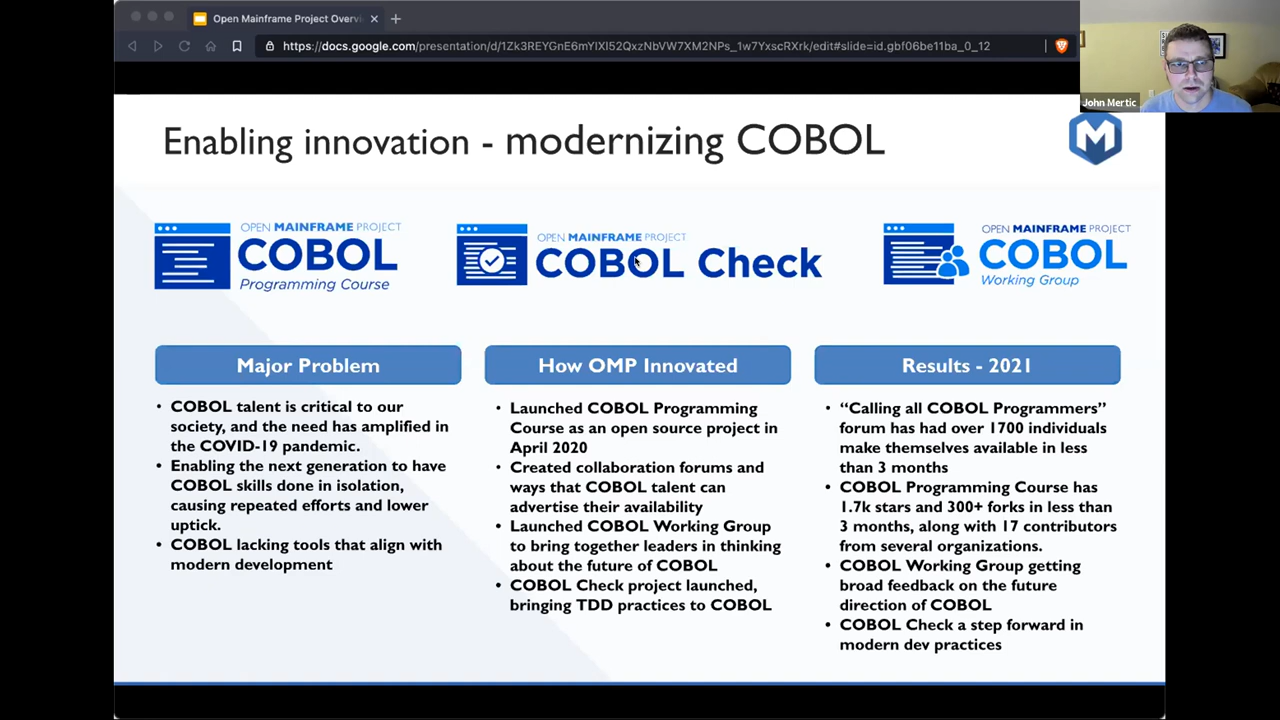 Open Mainframe Project Overvi
https://docs.google.com/presentation/d/1Zk3REYGnE6mYIXI52QxzNbVW7XM2NPs_1w7YxscRXrk/edit#slide=id.gbf06be11ba_0_12
John Mertic
Enabling innovation - modernizing COBOL
M
OPEN MAINFRAME PROJECT
COBOL
Programming Course
OPEN MAINFRAME PROJECT
COBOL Check
OPEN MAINFRAME PROJECT
COBOL
Working Group
Major Problem
• COBOL talent is critical to our
society, and the need has amplified in
the COVID-19 pandemic.
• Enabling the next generation to have
COBOL skills done in isolation,
causing repeated efforts and lower
uptick.
• COBOL lacking tools that align with
modern development
How OMP Innovated
• Launched COBOL Programming
Course as an open source project in
April 2020
• Created collaboration forums and
ways that COBOL talent can
advertise their availability
• Launched COBOL Working Group
to bring together leaders in thinking
about the future of COBOL
• COBOL Check project launched,
bringing TDD practices to COBOL
Results - 2021
• “Calling all COBOL Programmers”
forum has had over 1700 individuals
make themselves available in less
than 3 months
• COBOL Programming Course has
1.7k stars and 300+ forks in less than
3 months, along with 17 contributors
from several organizations.
• COBOL Working Group getting
broad feedback on the future
direction of COBOL
• COBOL Check a step forward in
modern dev practices